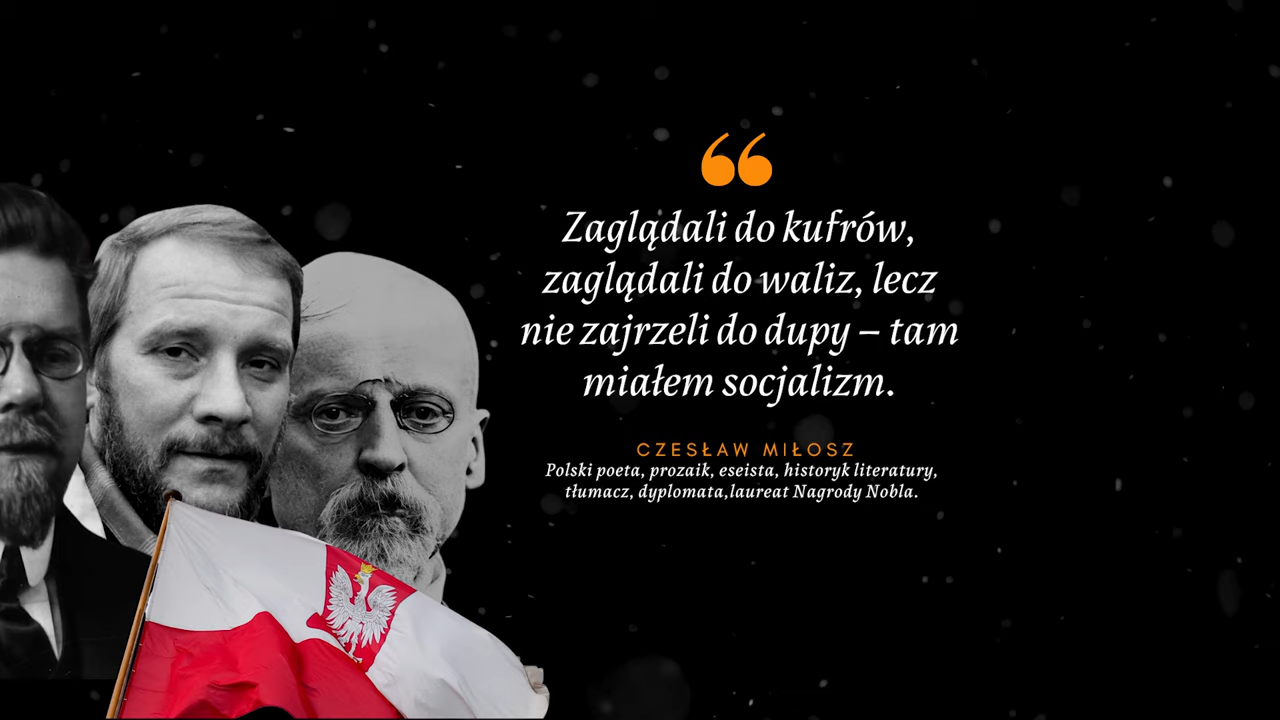 “
Zaglądali do kufrów,
zaglądali do waliz, lecz
nie zajrzeli do dupy – tam
miałem socjalizm.
CZESŁAW MIŁOSZ
Polski poeta, prozaik, eseista, historyk literatury,
tłumacz, dyplomata,laureat Nagrody Nobla.